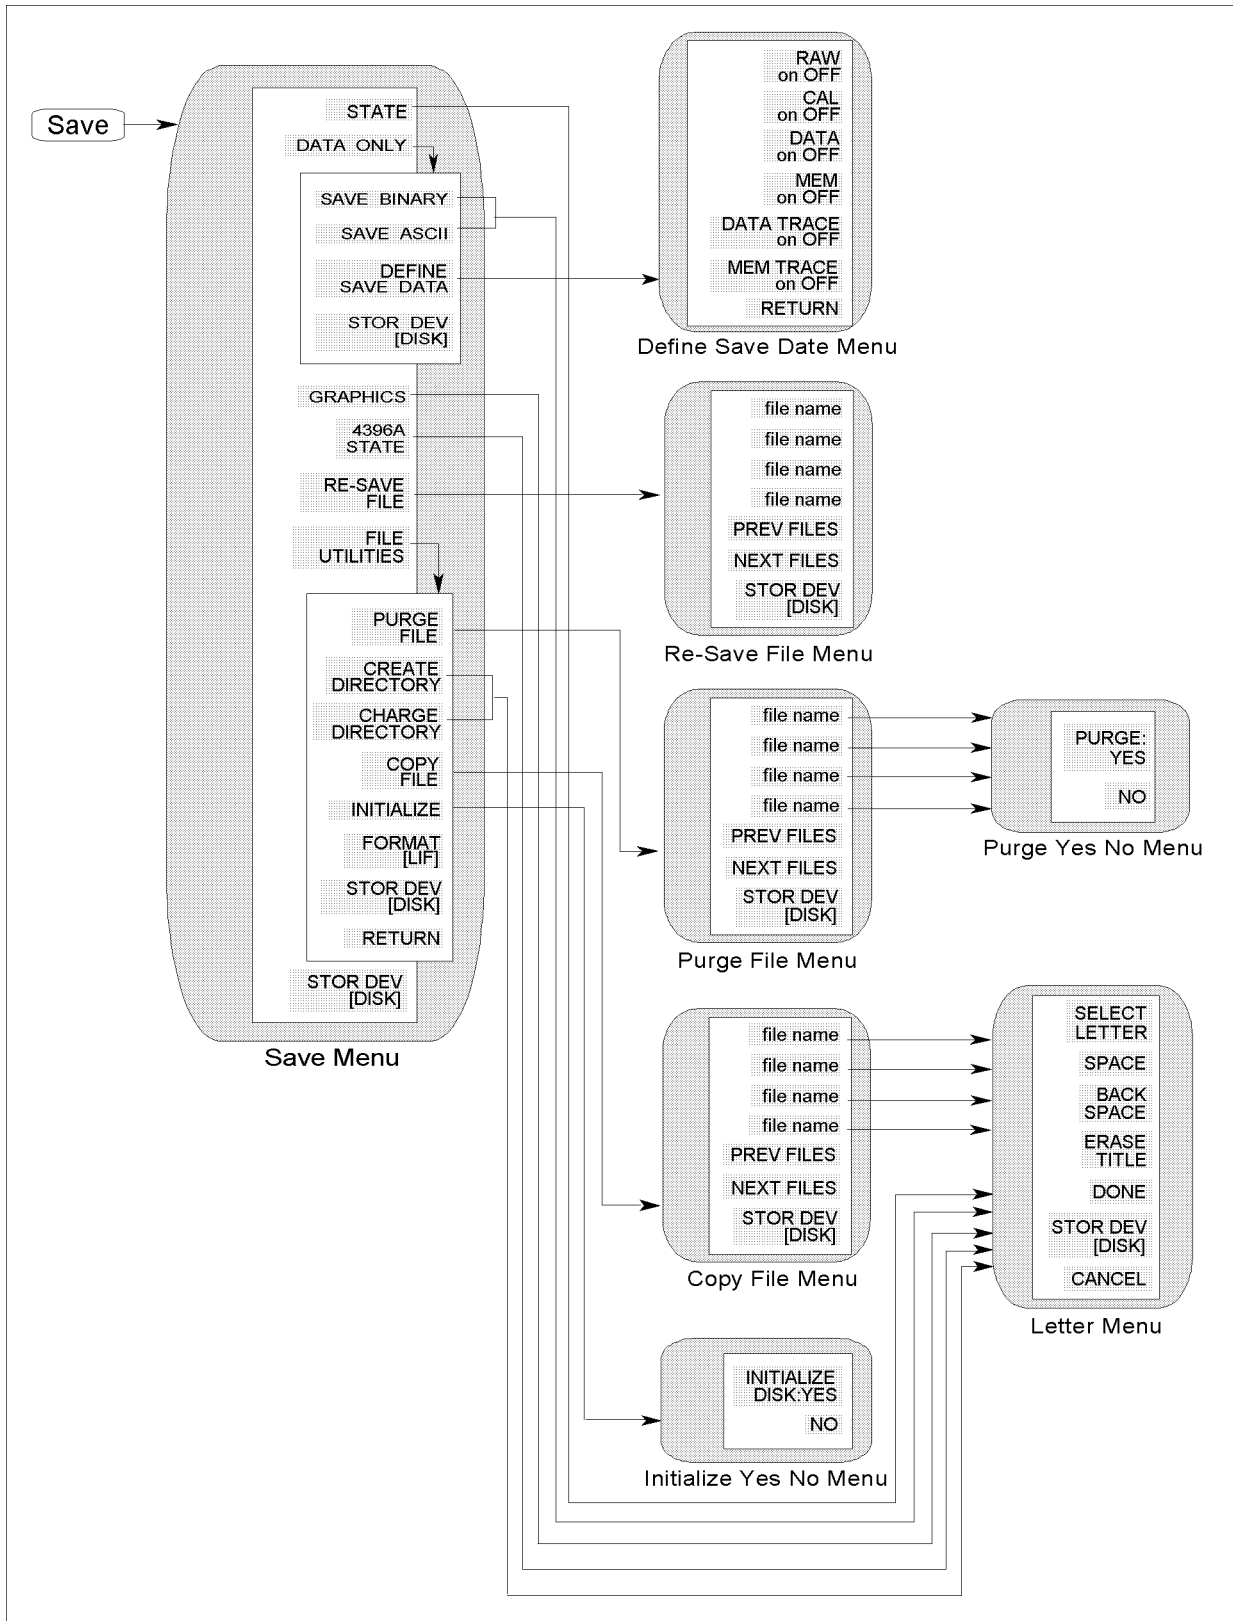 Save
STATE
DATA ONLY
SAVE BINARY
SAVE ASCII
DEFINE
SAVE DATA
STOR DEV
[DISK]
GRAPHICS
4396A
STATE
RE-SAVE
FILE
FILE
UTILITIES
PURGE
FILE
CREATE
DIRECTORY
CHARGE
DIRECTORY
COPY
FILE
INITIALIZE
FORMAT
[LIF]
STOR DEV
[DISK]
RETURN
STOR DEV
[DISK]
Save Menu
RAW
on OFF
CAL
on OFF
DATA
on OFF
MEM
on OFF
DATA TRACE
on OFF
MEM TRACE
on OFF
RETURN
Define Save Date Menu
file name
file name
file name
file name
PREV FILES
NEXT FILES
STOR DEV
[DISK]
Re-Save File Menu
file name
file name
file name
file name
PREV FILES
NEXT FILES
STOR DEV
[DISK]
Purge File Menu
PURGE:
YES
NO
Purge Yes No Menu
file name
file name
file name
file name
PREV FILES
NEXT FILES
STOR DEV
[DISK]
Copy File Menu
SELECT
LETTER
SPACE
BACK
SPACE
ERASE
TITLE
DONE
STOR DEV
[DISK]
CANCEL
Letter Menu
INITIALIZE
DISK:YES
NO
Initialize Yes No Menu